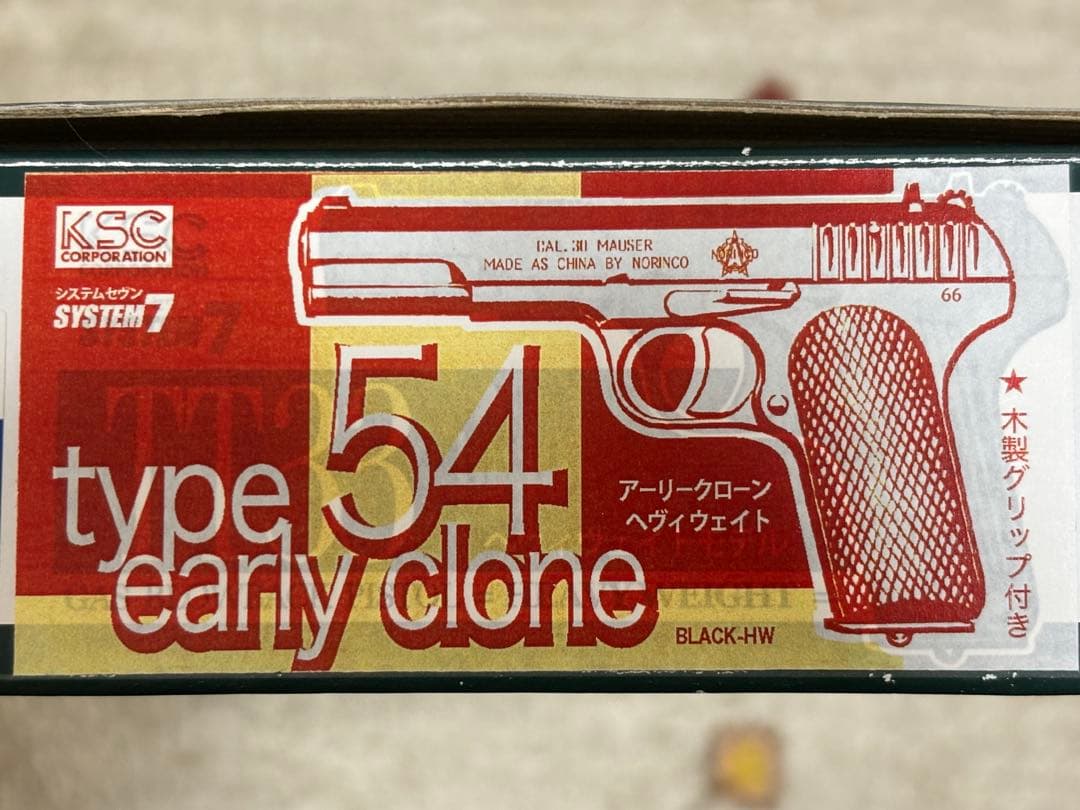 KSC
CORPORATION
システムセヴン
SYSTEM7
CAL.30 MAUSER
MADE AS CHINA BY NORINCO
NORINCO
66
type 54
early clone
アーリークローン
ヘヴィウェイト
BLACK-HW
★木製グリップ付き
TT33